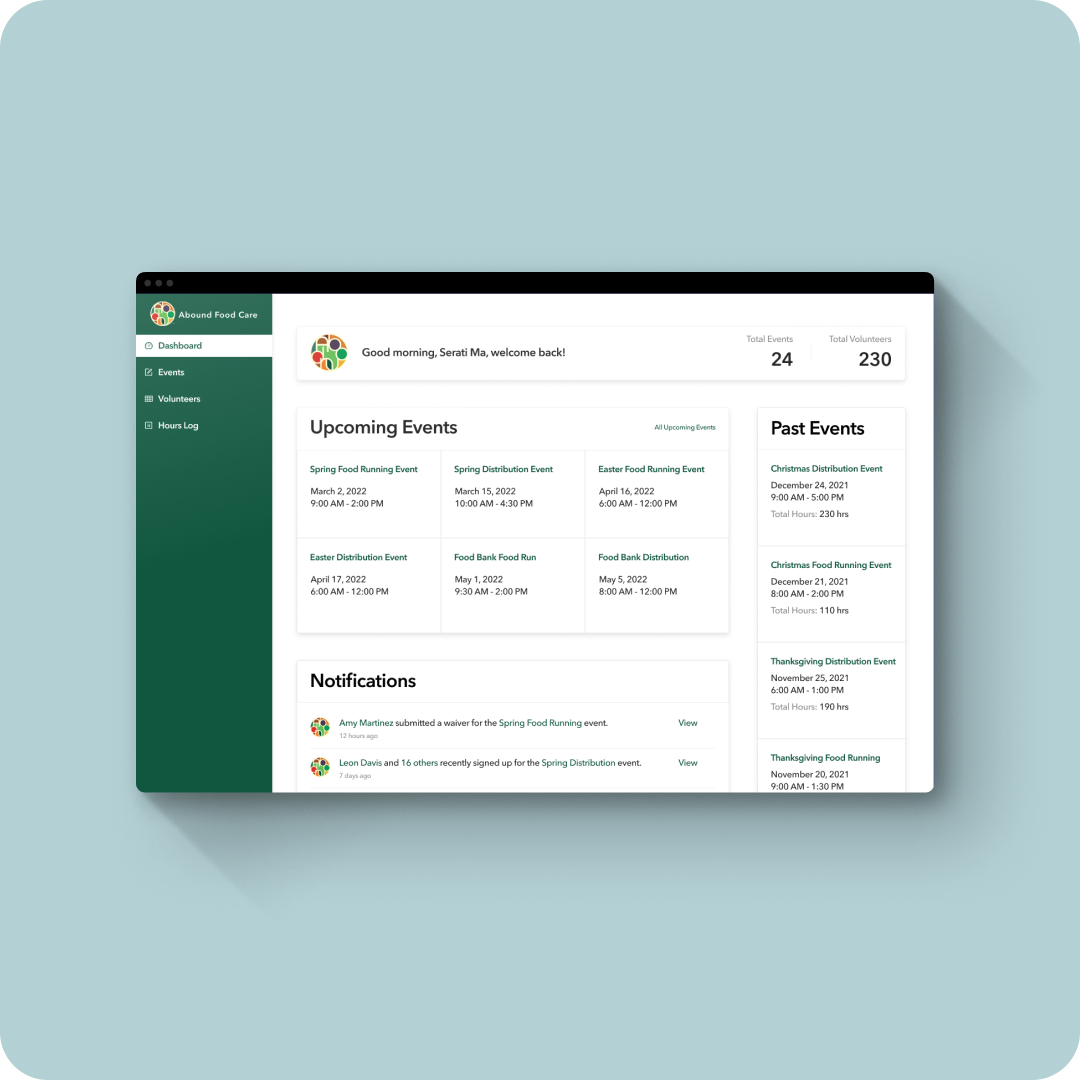 Abound Food Care
Dashboard
Events
Volunteers
Hours Log
Good morning, Serati Ma, welcome back!
Total Events
24
Total Volunteers
230
Upcoming Events
All Upcoming Events
Spring Food Running Event
March 2, 2022
9:00 AM - 2:00 PM
Spring Distribution Event
March 15, 2022
10:00 AM - 4:30 PM
Easter Food Running Event
April 16, 2022
6:00 AM - 12:00 PM
Easter Distribution Event
April 17, 2022
6:00 AM - 12:00 PM
Food Bank Food Run
May 1, 2022
9:30 AM - 2:00 PM
Food Bank Distribution
May 5, 2022
8:00 AM - 12:00 PM
Notifications
Amy Martinez submitted a waiver for the Spring Food Running event.
12 hours ago
View
Leon Davis and 16 others recently signed up for the Spring Distribution event.
7 days ago
View
Past Events
Christmas Distribution Event
December 24, 2021
9:00 AM - 5:00 PM
Total Hours: 230 hrs
Christmas Food Running Event
December 21, 2021
8:00 AM - 2:00 PM
Total Hours: 110 hrs
Thanksgiving Distribution Event
November 25, 2021
6:00 AM - 1:00 PM
Total Hours: 190 hrs
Thanksgiving Food Running
November 20, 2021
9:00 AM - 1:30 PM